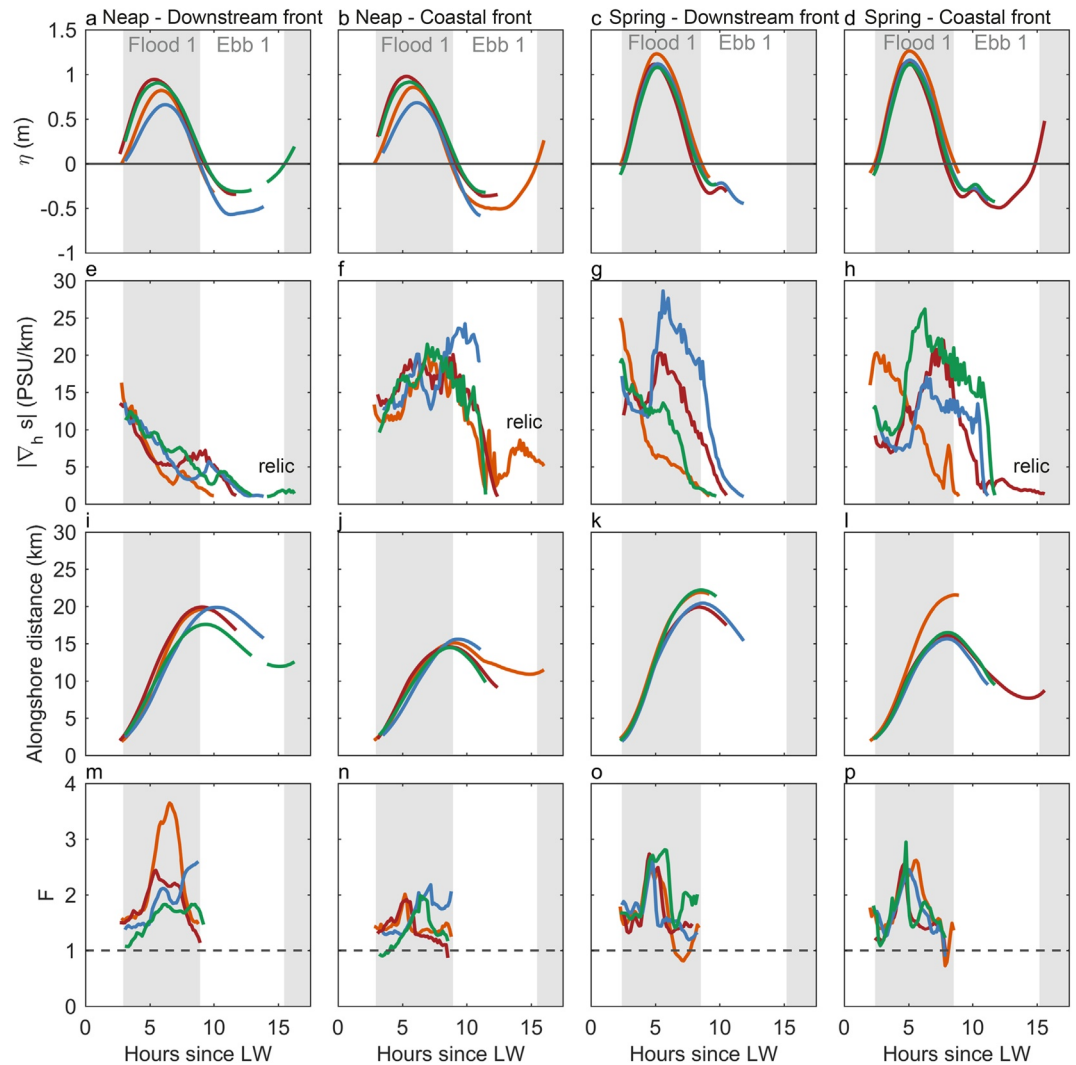 a Neap - Downstream front
b Neap - Coastal front
c Spring - Downstream front
d Spring - Coastal front
Flood 1 Ebb 1
Flood 1 Ebb 1
Flood 1 Ebb 1
Flood 1 Ebb 1
1.5
1
0.5
0
-0.5
-1
η (m)
e
f
g
h
30
25
20
15
10
5
0
|∇h s| (PSU/km)
relic
relic
relic
i
j
k
l
30
25
20
15
10
5
0
Alongshore distance (km)
m
n
o
p
4
3
2
1
0
F
0 5 10 15
0 5 10 15
0 5 10 15
0 5 10 15
Hours since LW
Hours since LW
Hours since LW
Hours since LW